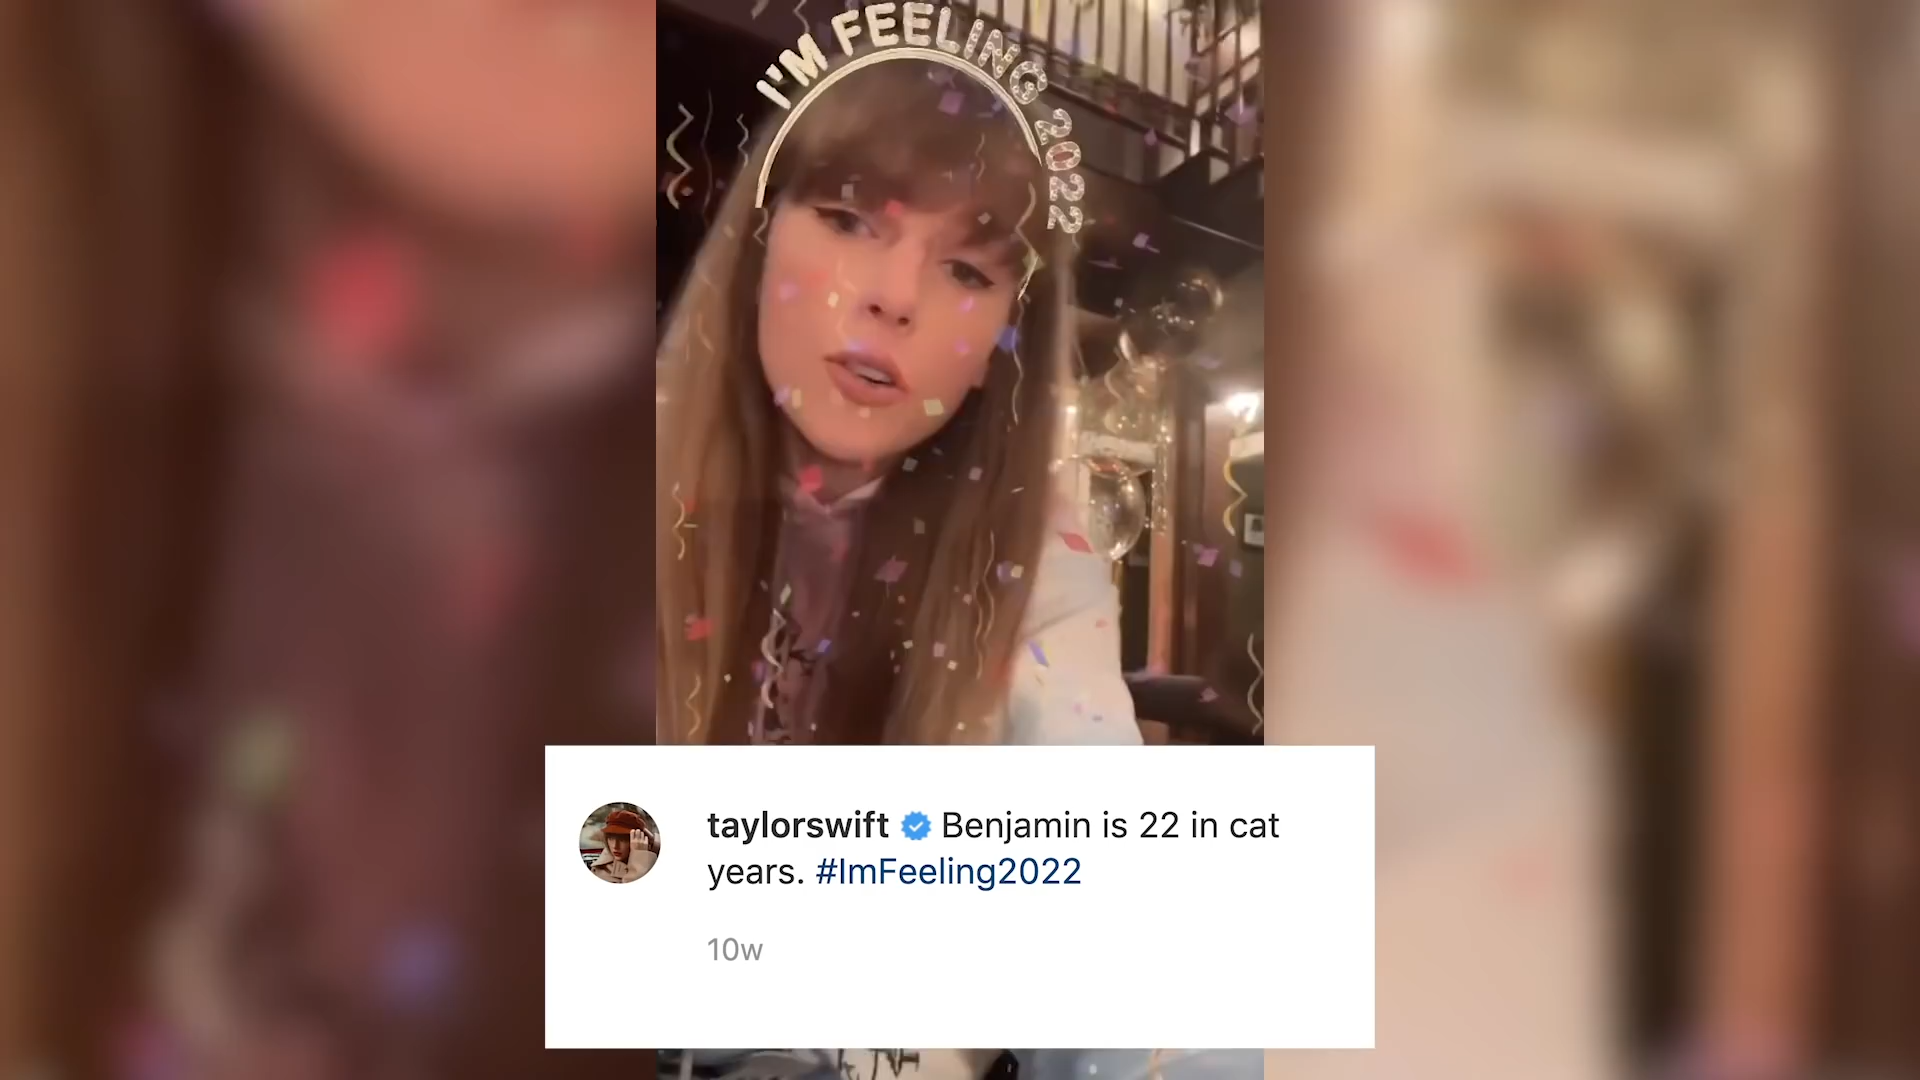 I'M FEELING 2022
taylorswift Benjamin is 22 in cat
years. #ImFeeling2022
10w